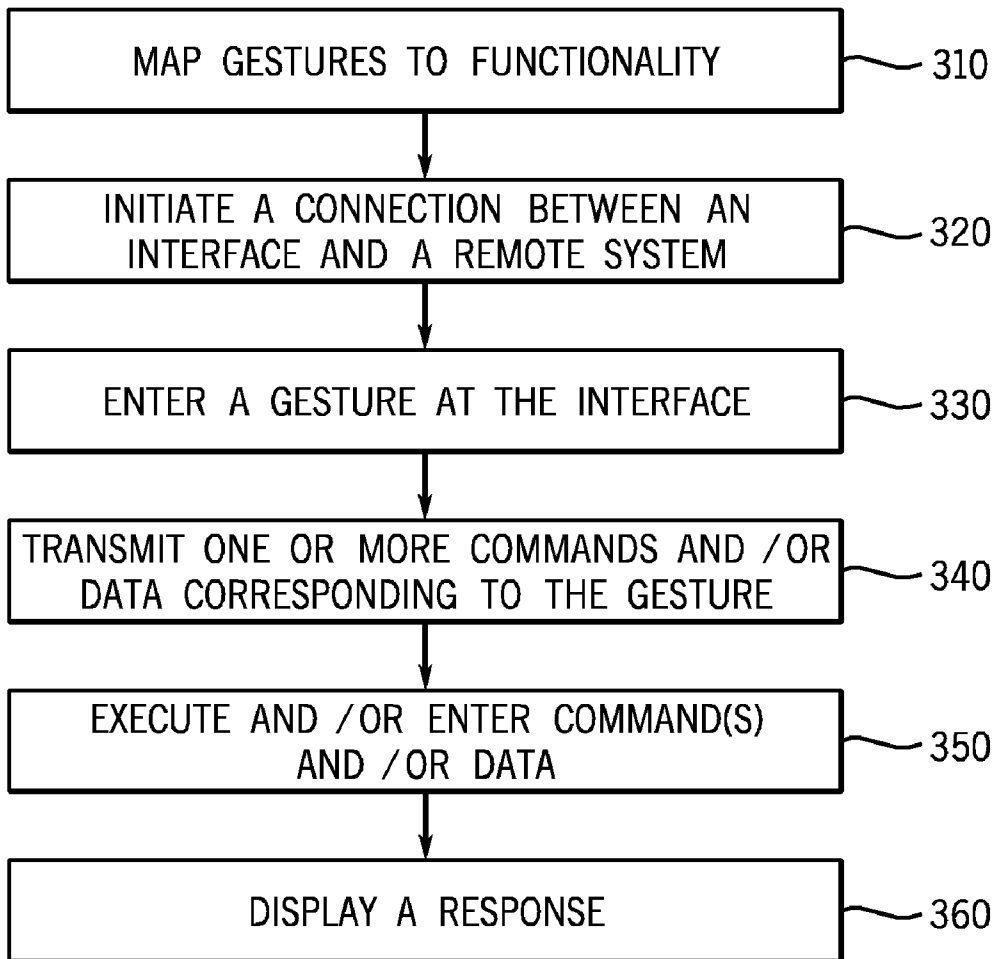 MAP GESTURES TO FUNCTIONALITY
310
INITIATE A CONNECTION BETWEEN AN
INTERFACE AND A REMOTE SYSTEM
320
ENTER A GESTURE AT THE INTERFACE
330
TRANSMIT ONE OR MORE COMMANDS AND /OR
DATA CORRESPONDING TO THE GESTURE
340
EXECUTE AND /OR ENTER COMMAND(S)
AND /OR DATA
350
DISPLAY A RESPONSE
360